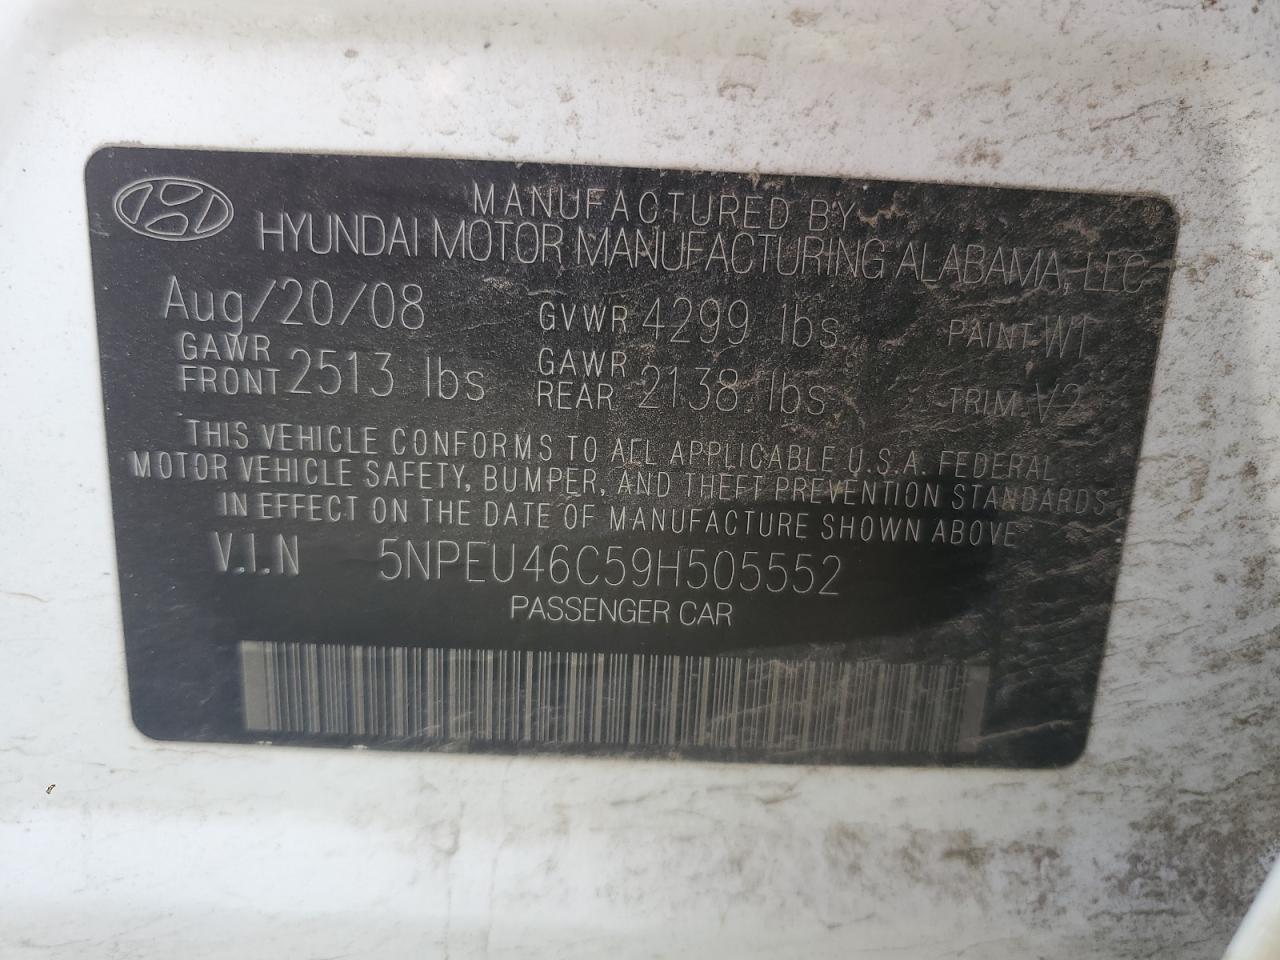 MANUFACTURED BY
HYUNDAI MOTOR MANUFACTURING ALABAMA, LLC
Aug/20/08 GVWR 4299 lbs PAINT W1
GAWR FRONT 2513 lbs GAWR REAR 2138 lbs TRIM V2
THIS VEHICLE CONFORMS TO ALL APPLICABLE U.S.A. FEDERAL
MOTOR VEHICLE SAFETY, BUMPER, AND THEFT PREVENTION STANDARDS
IN EFFECT ON THE DATE OF MANUFACTURE SHOWN ABOVE
V.I.N 5NPEU46C59H505552
PASSENGER CAR